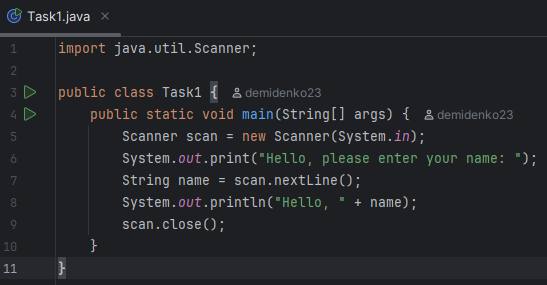 Task1.java ×
1 import java.util.Scanner;
2
3 public class Task1 { demidenko23
4 public static void main(String[] args) { demidenko23
5 Scanner scan = new Scanner(System.in);
6 System.out.print("Hello, please enter your name: ");
7 String name = scan.nextLine();
8 System.out.println("Hello, " + name);
9 scan.close();
10 }
11 }